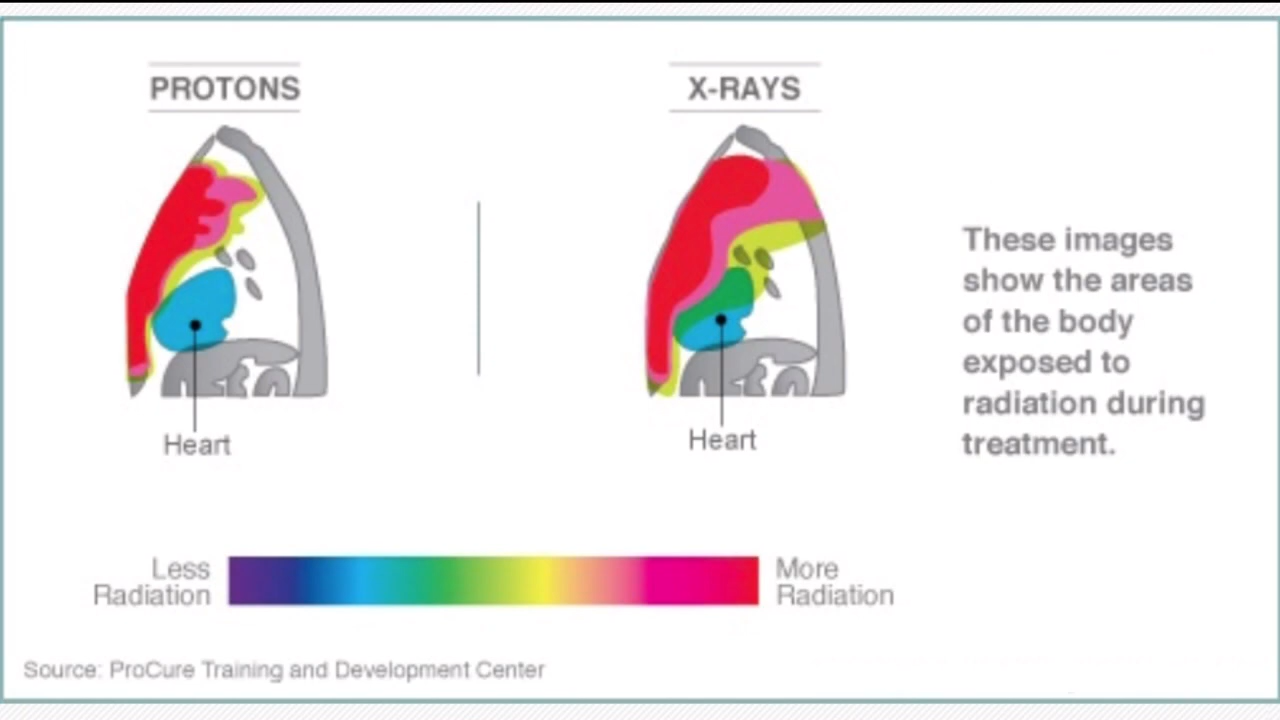 PROTONS
X-RAYS
These images
show the areas
of the body
exposed to
radiation during
treatment.
Heart
Heart
Less
Radiation
More
Radiation
Source: ProCure Training and Development Center